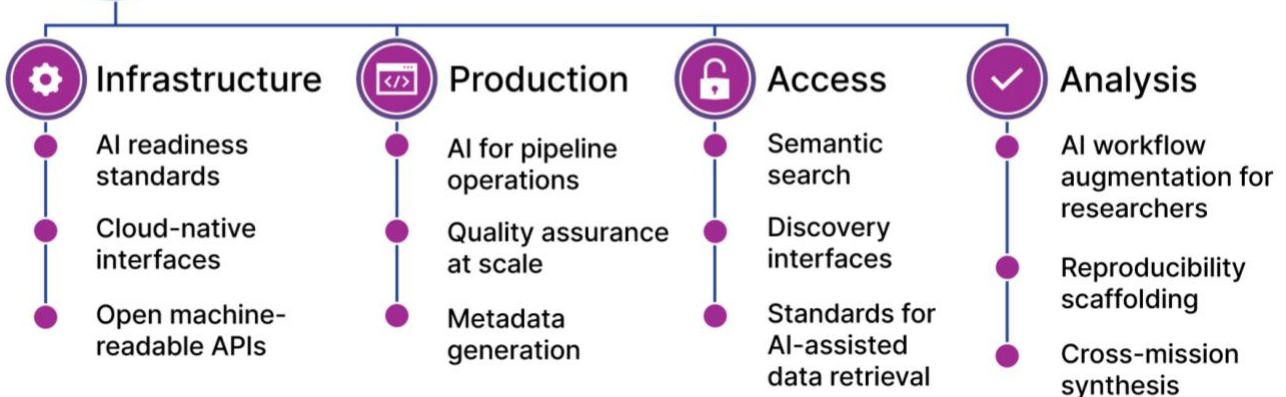 Infrastructure
AI readiness
standards
Cloud-native
interfaces
Open machine-
readable APIs
Production
</>
AI for pipeline
operations
Quality assurance
at scale
Metadata
generation
Access
Semantic
search
Discovery
interfaces
Standards for
AI-assisted
data retrieval
Analysis
AI workflow
augmentation for
researchers
Reproducibility
scaffolding
Cross-mission
synthesis